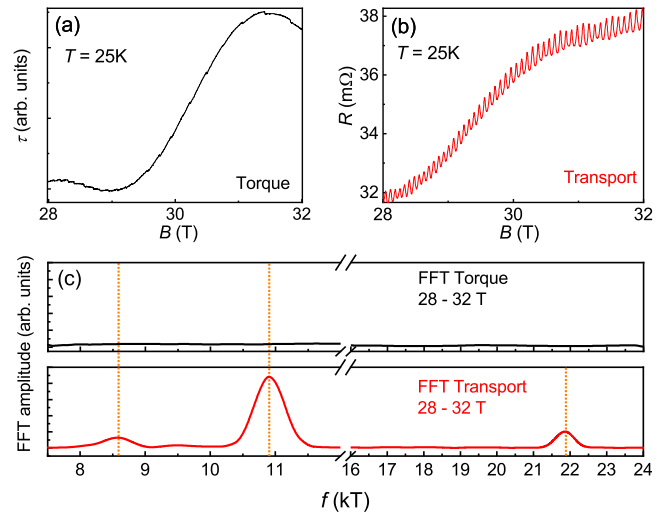 (a)
T = 25K
τ (arb. units)
Torque
28 30 32
B (T)
(b)
T = 25K
R (mΩ)
38
36
34
32
Transport
28 30 32
B (T)
(c)
FFT amplitude (arb. units)
FFT Torque
28 - 32 T
FFT Transport
28 - 32 T
8 9 10 11 16 17 18 19 20 21 22 23 24
f (kT)